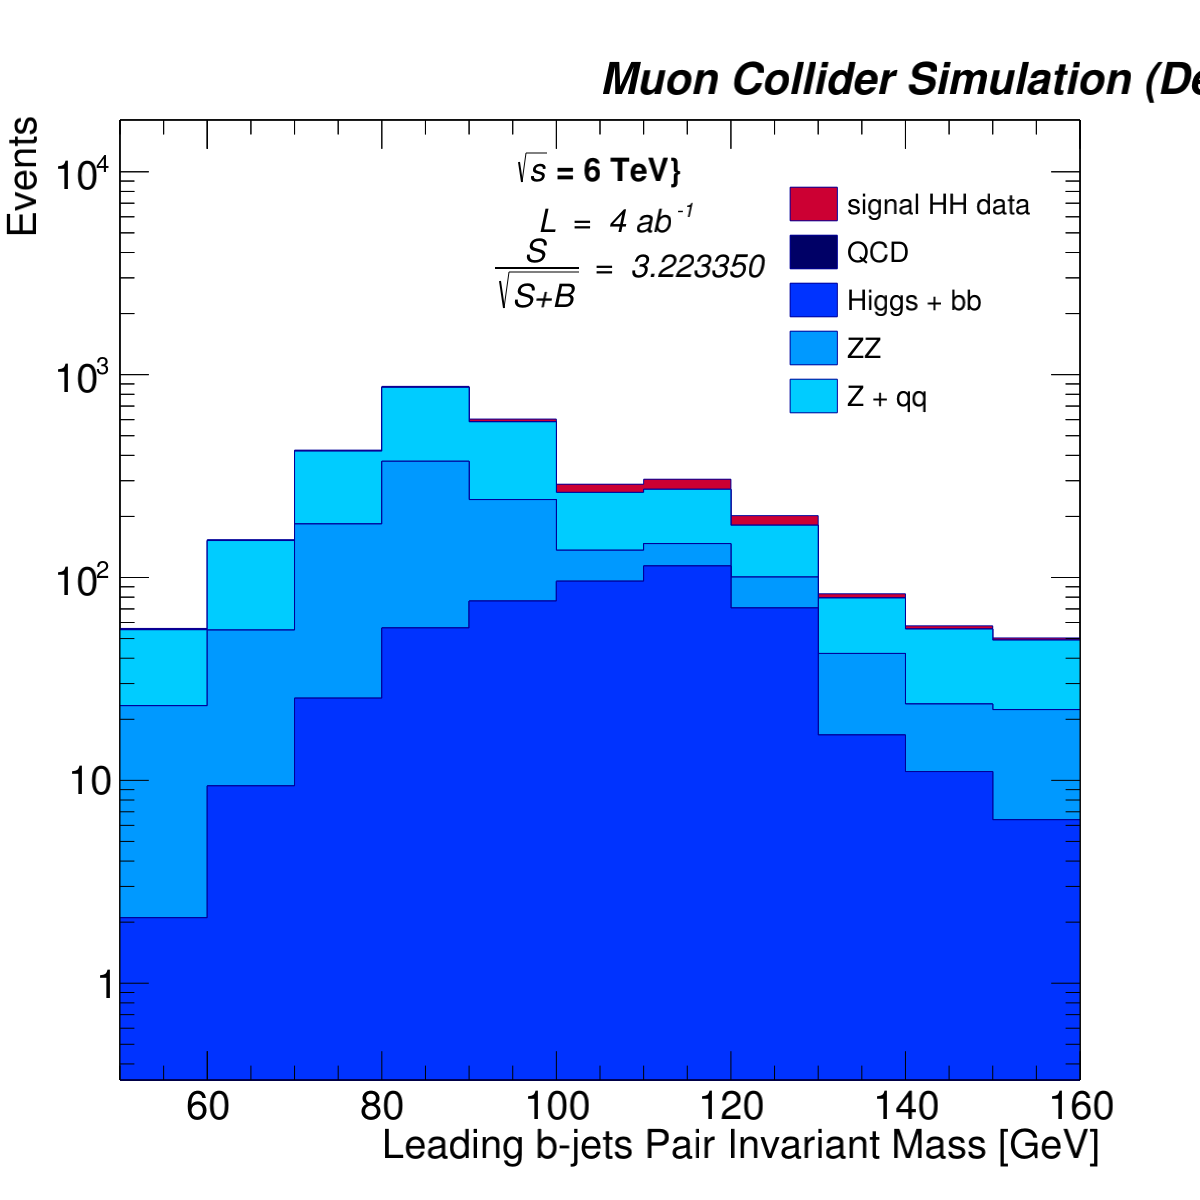 Muon Collider Simulation (De
Events
√s = 6 TeV}
L = 4 ab⁻¹
S
√S+B
= 3.223350
signal HH data
QCD
Higgs + bb
ZZ
Z + qq
10⁴
10³
10²
10
1
60 80 100 120 140 160
Leading b-jets Pair Invariant Mass [GeV]